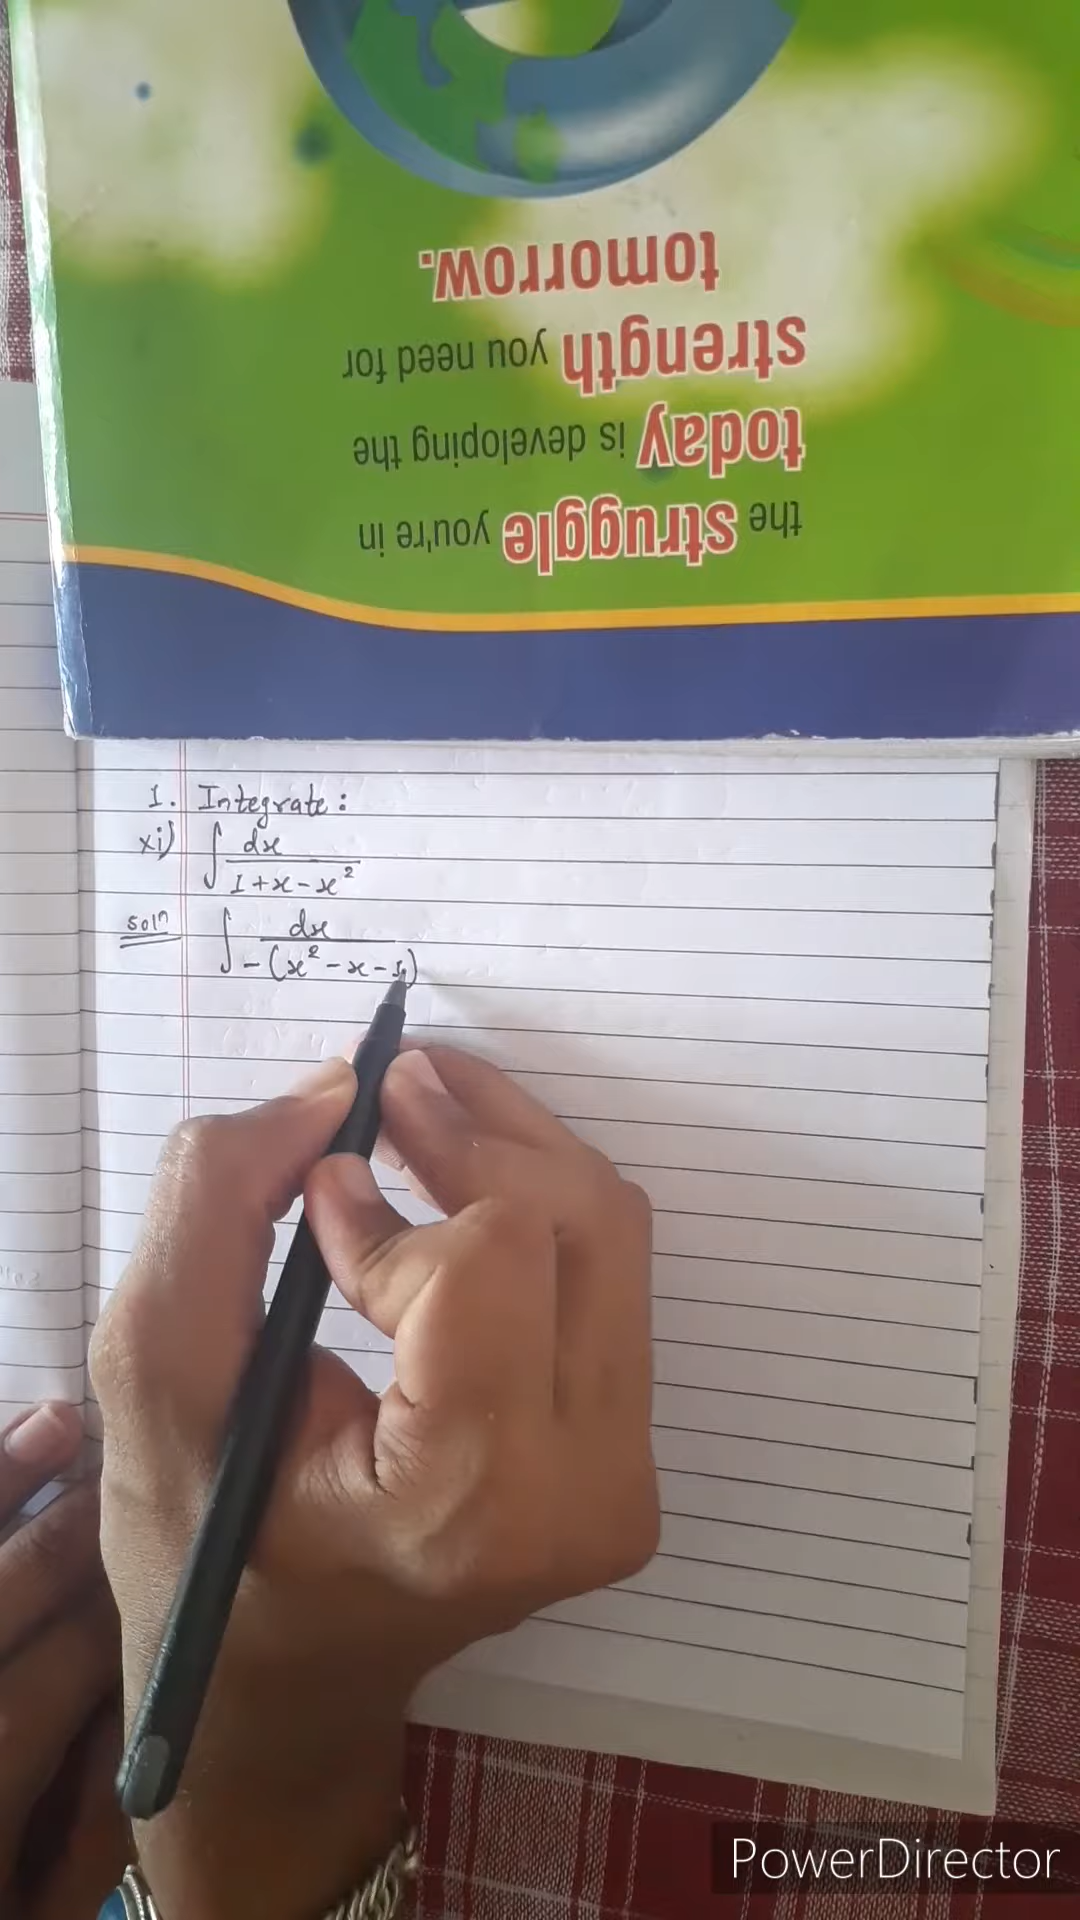 the struggle you're in
today is developing the
strength you need for
tomorrow.
1. Integrate:
xi) ∫ dx / (1+x-x²)
Soln ∫ dx / -(x²-x-1)
PowerDirector